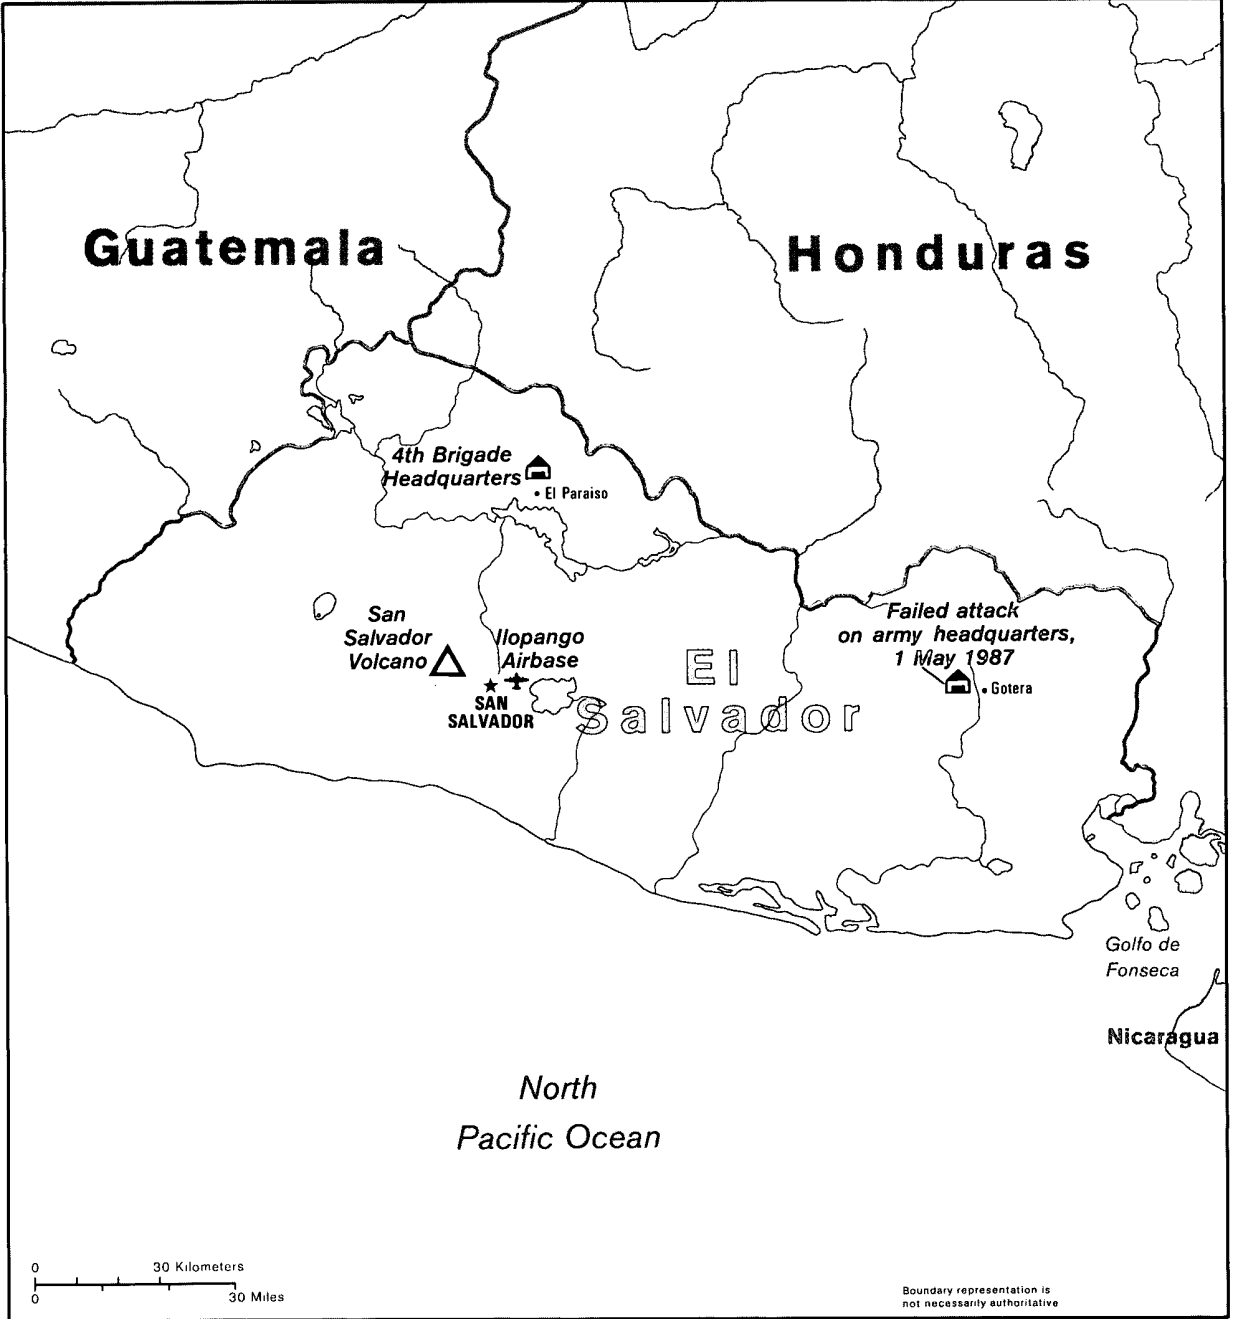 Guatemala
Honduras
4th Brigade
Headquarters
El Paraiso
San
Salvador
Volcano
Ilopango
Airbase
SAN
SALVADOR
El
Salvador
Failed attack
on army headquarters,
1 May 1987
Gotera
Golfo de
Fonseca
Nicaragua
North
Pacific Ocean
0 30 Kilometers
0 30 Miles
Boundary representation is
not necessarily authoritative